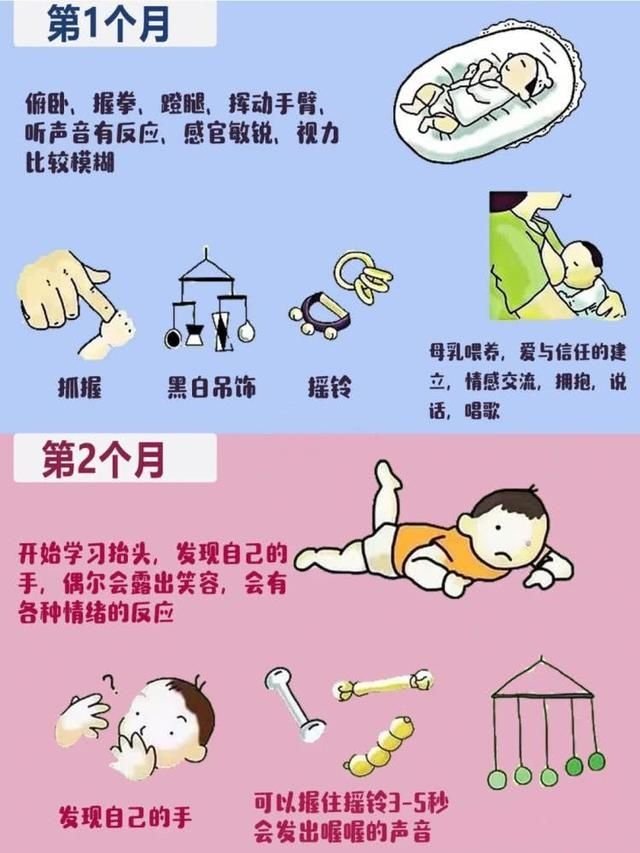 第1个月
俯卧、握拳、蹬腿、挥动手臂、
听声音有反应、感官敏锐、视力
比较模糊
抓握
黑白吊饰
摇铃
母乳喂养，爱与信任的建
立，情感交流，拥抱，说
话，唱歌
第2个月
开始学习抬头，发现自己的
手，偶尔会露出笑容，会有
各种情绪的反应
?
发现自己的手
可以握住摇铃3-5秒
会发出喔喔的声音